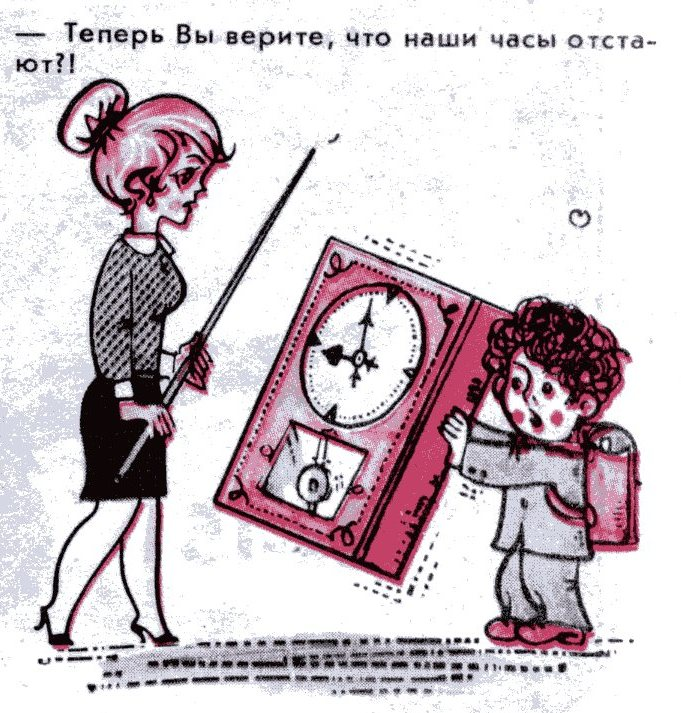 — Теперь Вы верите, что наши часы отста-
ют?!